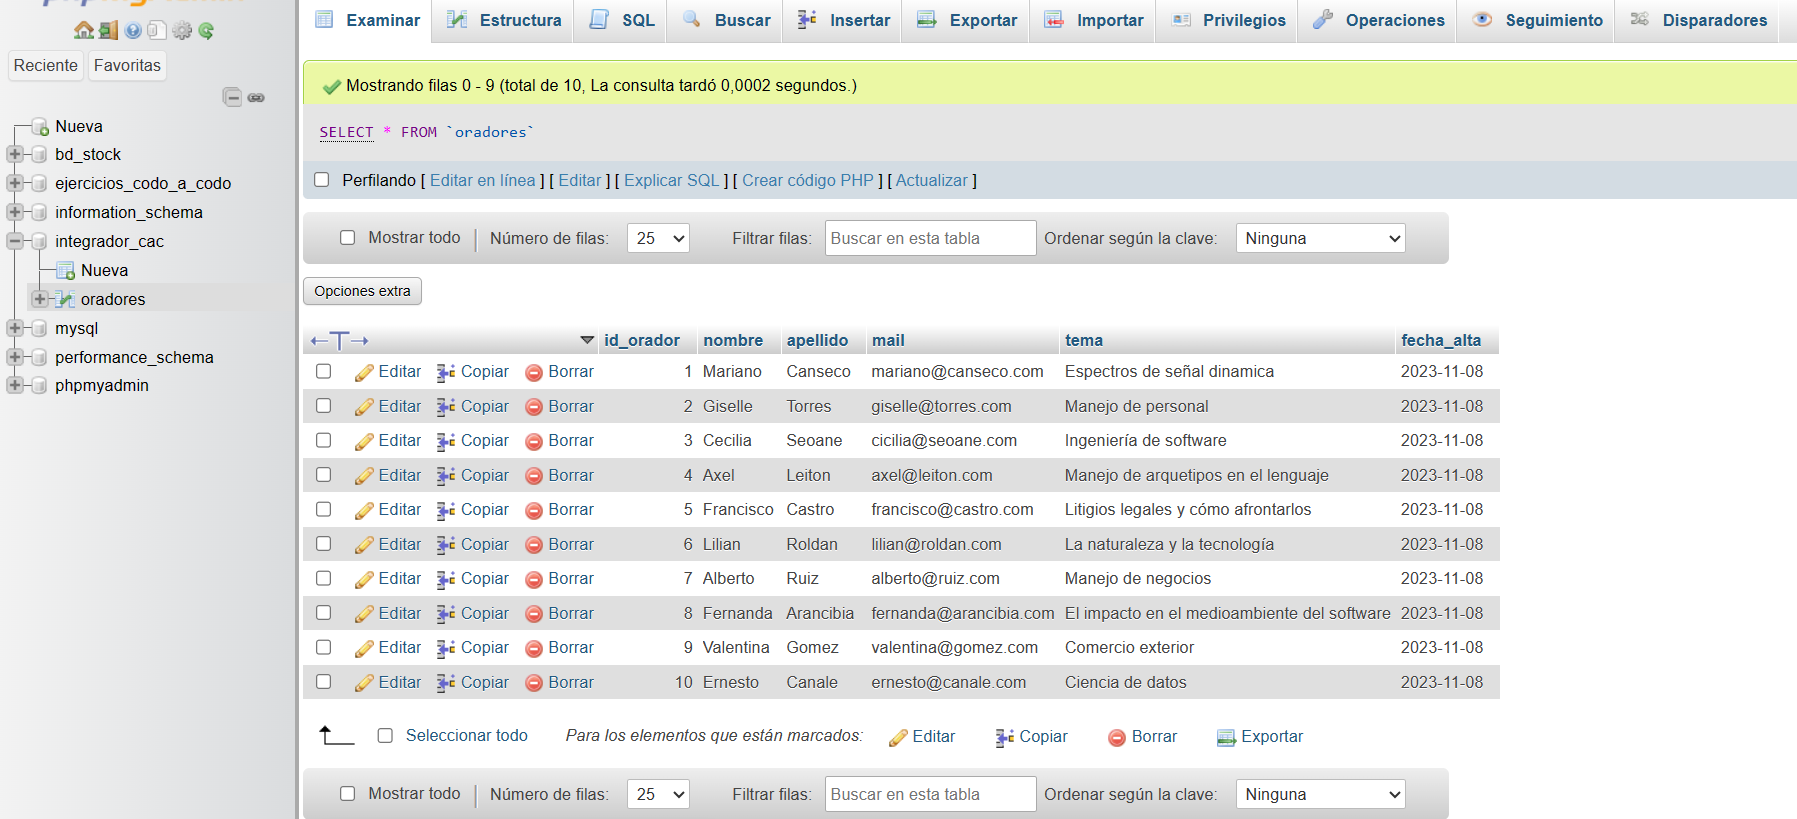 Examinar Estructura SQL Buscar Insertar Exportar Importar Privilegios Operaciones Seguimiento Disparadores
Reciente Favoritas
Nueva
bd_stock
ejercicios_codo_a_codo
information_schema
integrador_cac
Nueva
oradores
mysql
performance_schema
phpmyadmin
Mostrando filas 0 - 9 (total de 10, La consulta tardó 0,0002 segundos.)
SELECT * FROM `oradores`
Perfilando [ Editar en línea ] [ Editar ] [ Explicar SQL ] [ Crear código PHP ] [ Actualizar ]
Mostrar todo | Número de filas: 25 Filtrar filas: Buscar en esta tabla Ordenar según la clave: Ninguna
Opciones extra
id_orador nombre apellido mail tema fecha_alta
Editar Copiar Borrar 1 Mariano Canseco mariano@canseco.com Espectros de señal dinamica 2023-11-08
Editar Copiar Borrar 2 Giselle Torres giselle@torres.com Manejo de personal 2023-11-08
Editar Copiar Borrar 3 Cecilia Seoane cicilia@seoane.com Ingeniería de software 2023-11-08
Editar Copiar Borrar 4 Axel Leiton axel@leiton.com Manejo de arquetipos en el lenguaje 2023-11-08
Editar Copiar Borrar 5 Francisco Castro francisco@castro.com Litigios legales y cómo afrontarlos 2023-11-08
Editar Copiar Borrar 6 Lilian Roldan lilian@roldan.com La naturaleza y la tecnología 2023-11-08
Editar Copiar Borrar 7 Alberto Ruiz alberto@ruiz.com Manejo de negocios 2023-11-08
Editar Copiar Borrar 8 Fernanda Arancibia fernanda@arancibia.com El impacto en el medioambiente del software 2023-11-08
Editar Copiar Borrar 9 Valentina Gomez valentina@gomez.com Comercio exterior 2023-11-08
Editar Copiar Borrar 10 Ernesto Canale ernesto@canale.com Ciencia de datos 2023-11-08
Seleccionar todo Para los elementos que están marcados: Editar Copiar Borrar Exportar
Mostrar todo | Número de filas: 25 Filtrar filas: Buscar en esta tabla Ordenar según la clave: Ninguna